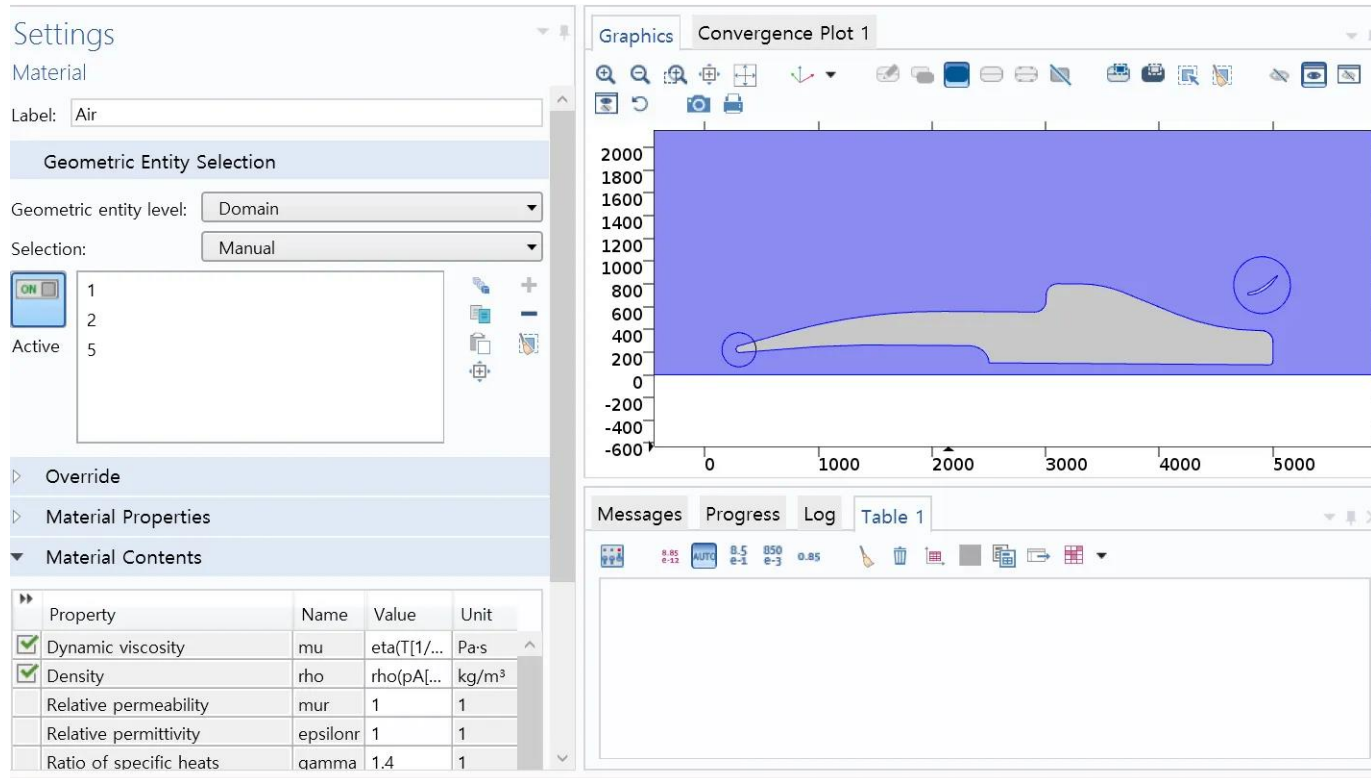 Settings
Material
Label: Air
Geometric Entity Selection
Geometric entity level: Domain
Selection: Manual
ON
Active
1
2
5
Override
Material Properties
Material Contents
Property Name Value Unit
Dynamic viscosity mu eta(T[1/... Pa·s
Density rho rho(pA[... kg/m³
Relative permeability mur 1 1
Relative permittivity epsilonr 1 1
Ratio of specific heats gamma 1.4 1
Graphics Convergence Plot 1
2000
1800
1600
1400
1200
1000
800
600
400
200
0
-200
-400
-600
0 1000 2000 3000 4000 5000
Messages Progress Log Table 1
8.85 e-12 AUTO 8.5 e-1 850 e-3 0.85